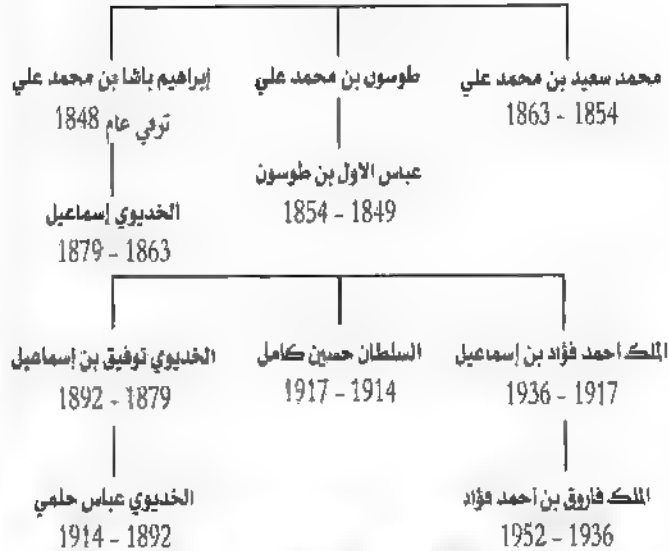 محمد سعيد بن محمد علي
1854 - 1863
طوسون بن محمد علي
إبراهيم باشا بن محمد علي
توفي عام 1848
عباس الاول بن طوسون
1849 - 1854
الخديوي إسماعيل
1863 - 1879
الملك أحمد فؤاد بن إسماعيل
1917 - 1936
السلطان حسين كامل
1914 - 1917
الخديوي توفيق بن إسماعيل
1879 - 1892
الملك فاروق بن أحمد فؤاد
1936 - 1952
الخديوي عباس حلمي
1892 - 1914